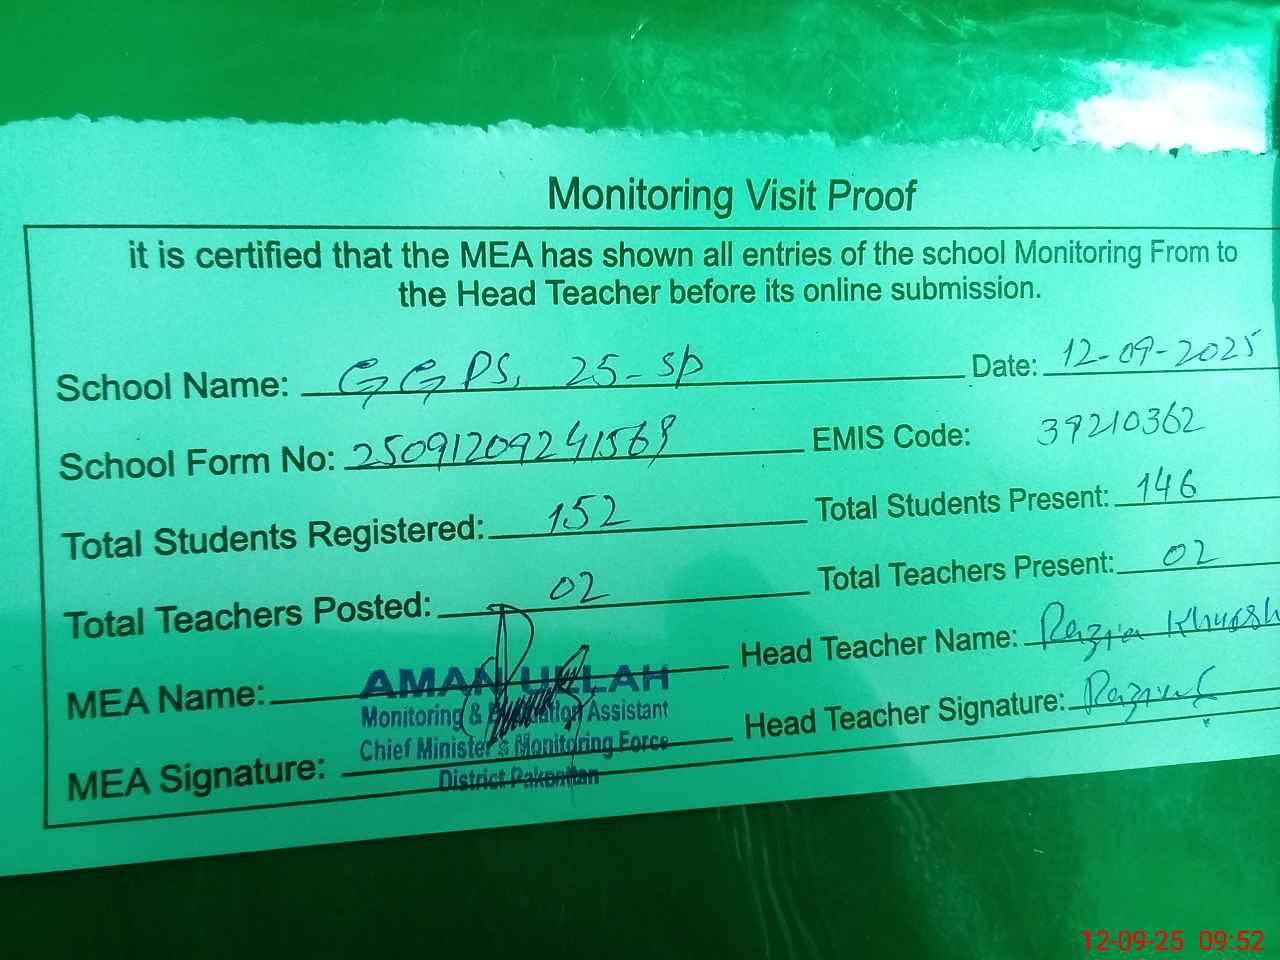 Monitoring Visit Proof
it is certified that the MEA has shown all entries of the school Monitoring From to
the Head Teacher before its online submission.
School Name: GGPS, 25-sp Date: 12-09-2025
School Form No: 25091209241569 EMIS Code: 39210362
Total Students Registered: 152 Total Students Present: 146
Total Teachers Posted: 02 Total Teachers Present: 02
MEA Name: AMAN ULLAH Head Teacher Name: Razia
Monitoring & Evaluation Assistant
Chief Minister's Monitoring Force
District Pakpattan
MEA Signature: Head Teacher Signature:
12-09-25 09:52